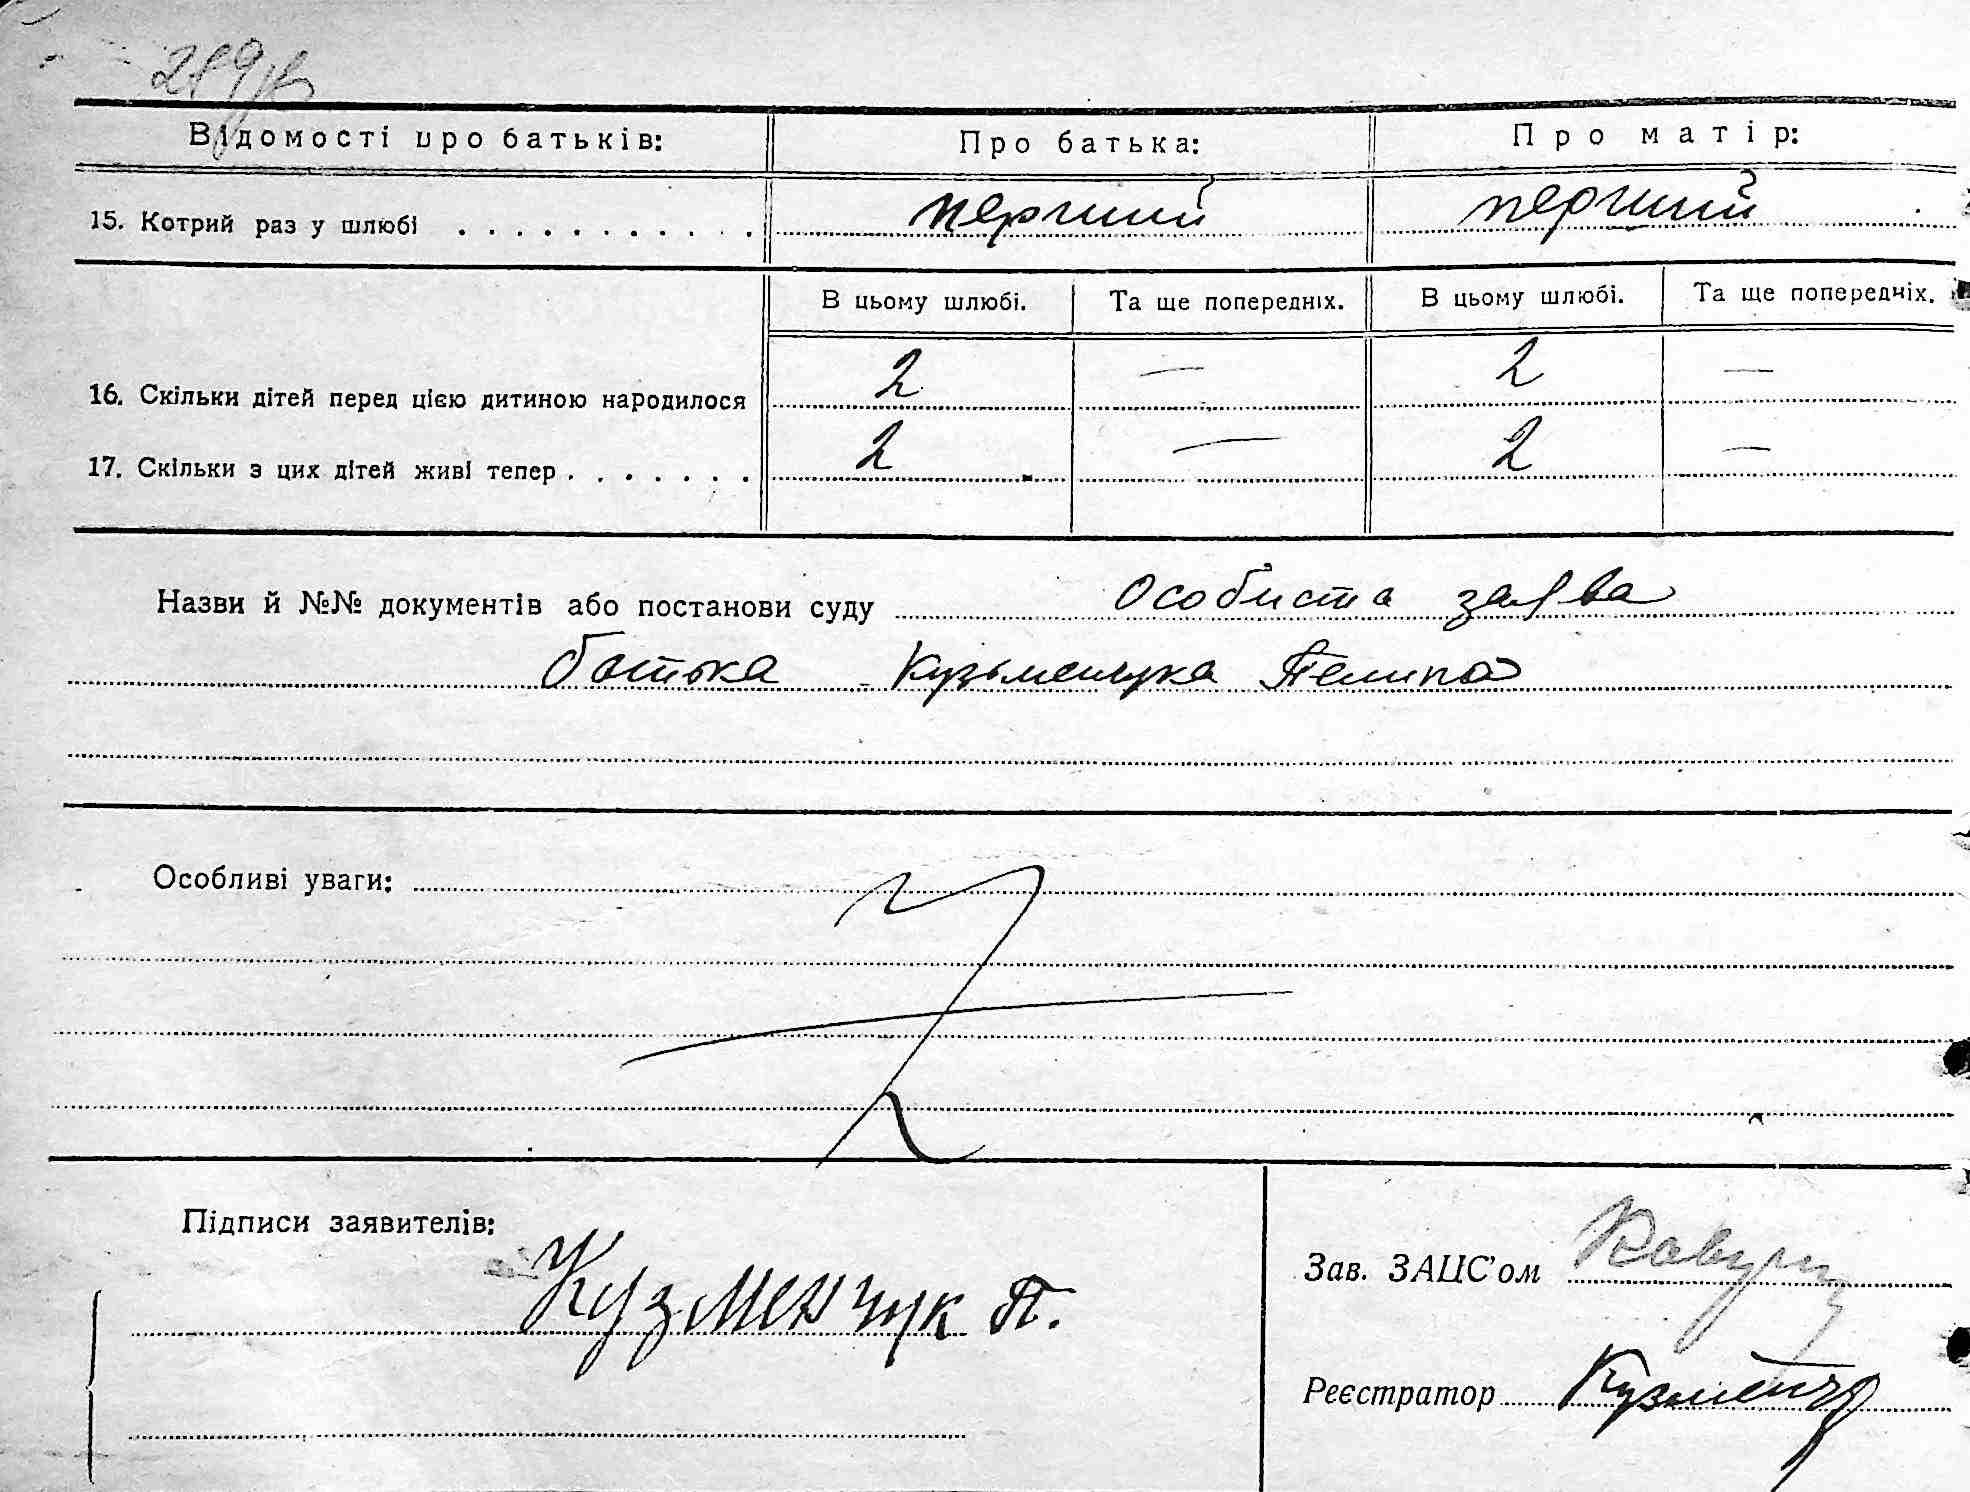 Відомості про батьків:
Про батька:
Про матір:
15. Котрий раз у шлюбі . . . . . . . . . . .
перший
перший
В цьому шлюбі.
Та ще попередніх.
В цьому шлюбі.
Та ще попередніх.
16. Скільки дітей перед цією дитиною народилося
2
—
2
—
17. Скільки з цих дітей живі тепер . . . . . . .
2
—
2
—
Назви й №№ документів або постанови суду Особиста заява
батька Кузьменчука Пелипа
Особливі уваги:
Підписи заявителів:
Кузменчук П.
Зав. ЗАЦС'ом
Реєстратор